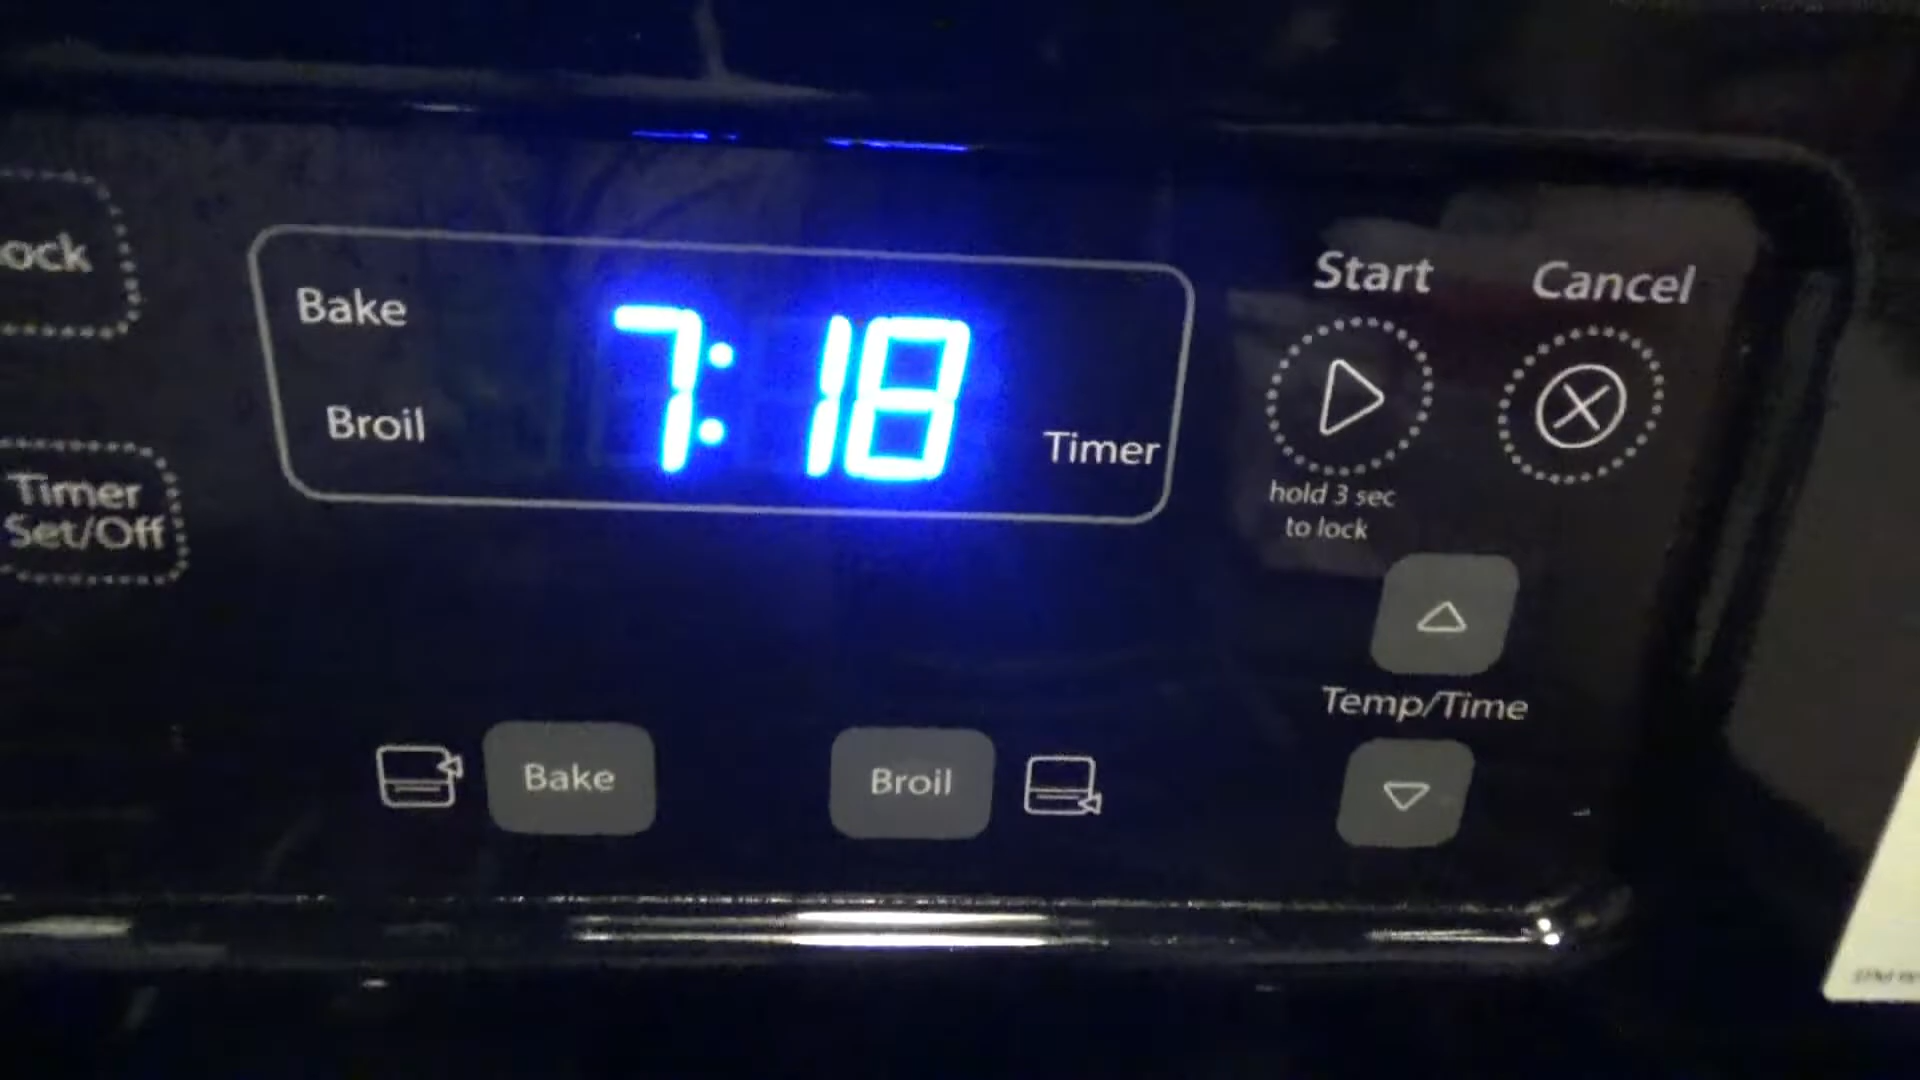 ock
Bake
7:18
Start
Cancel
Broil
Timer
hold 3 sec
to lock
Timer
Set/Off
Temp/Time
Bake
Broil